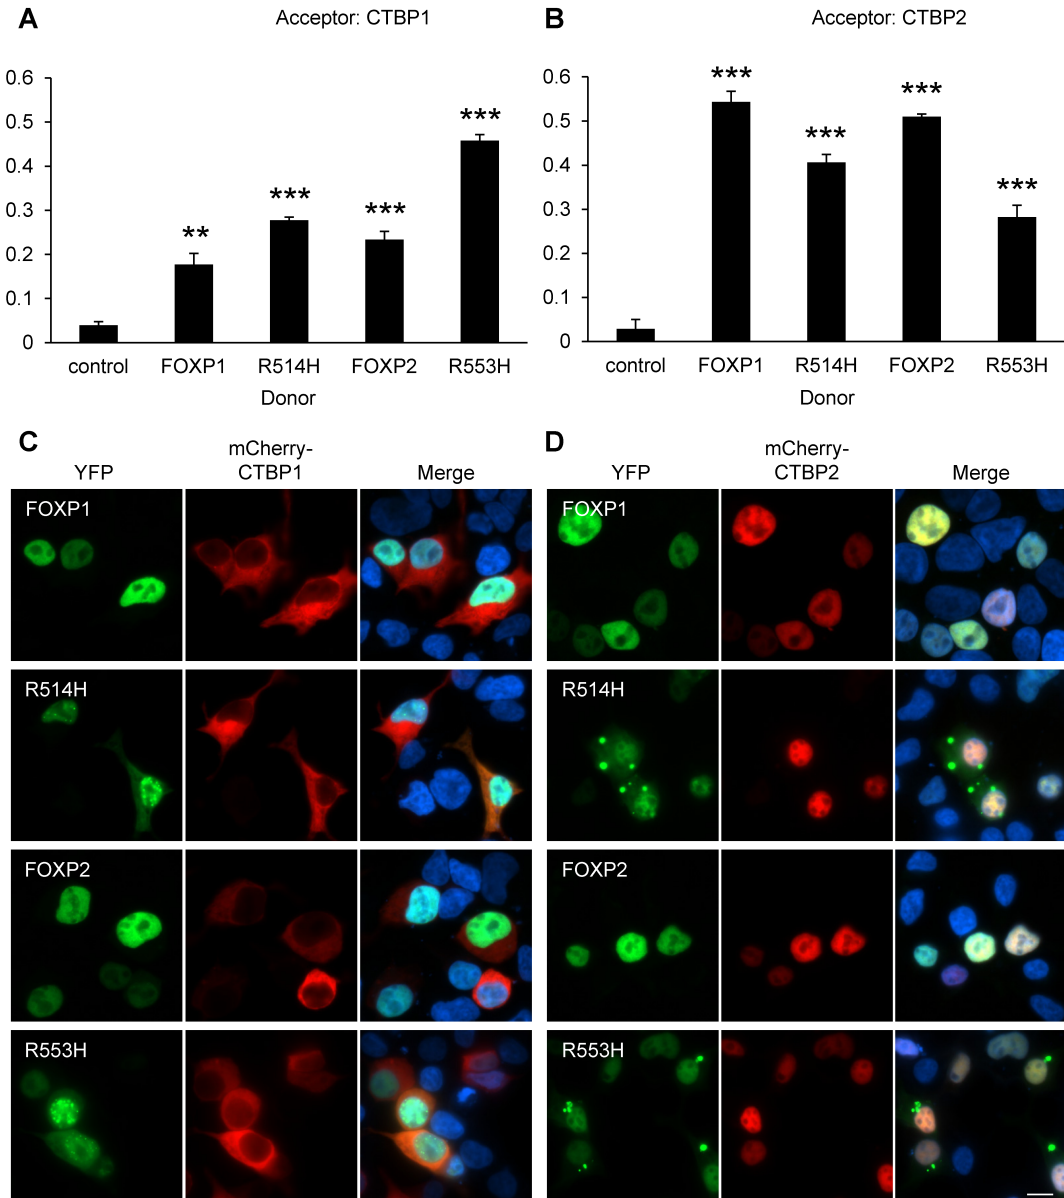 A
Acceptor: CTBP1
0.6
0.5
0.4
0.3
0.2
0.1
0
**
***
***
***
control FOXP1 R514H FOXP2 R553H
Donor
B
Acceptor: CTBP2
0.6
0.5
0.4
0.3
0.2
0.1
0
***
***
***
***
control FOXP1 R514H FOXP2 R553H
Donor
C
YFP
mCherry-
CTBP1
Merge
FOXP1
R514H
FOXP2
R553H
D
YFP
mCherry-
CTBP2
Merge
FOXP1
R514H
FOXP2
R553H